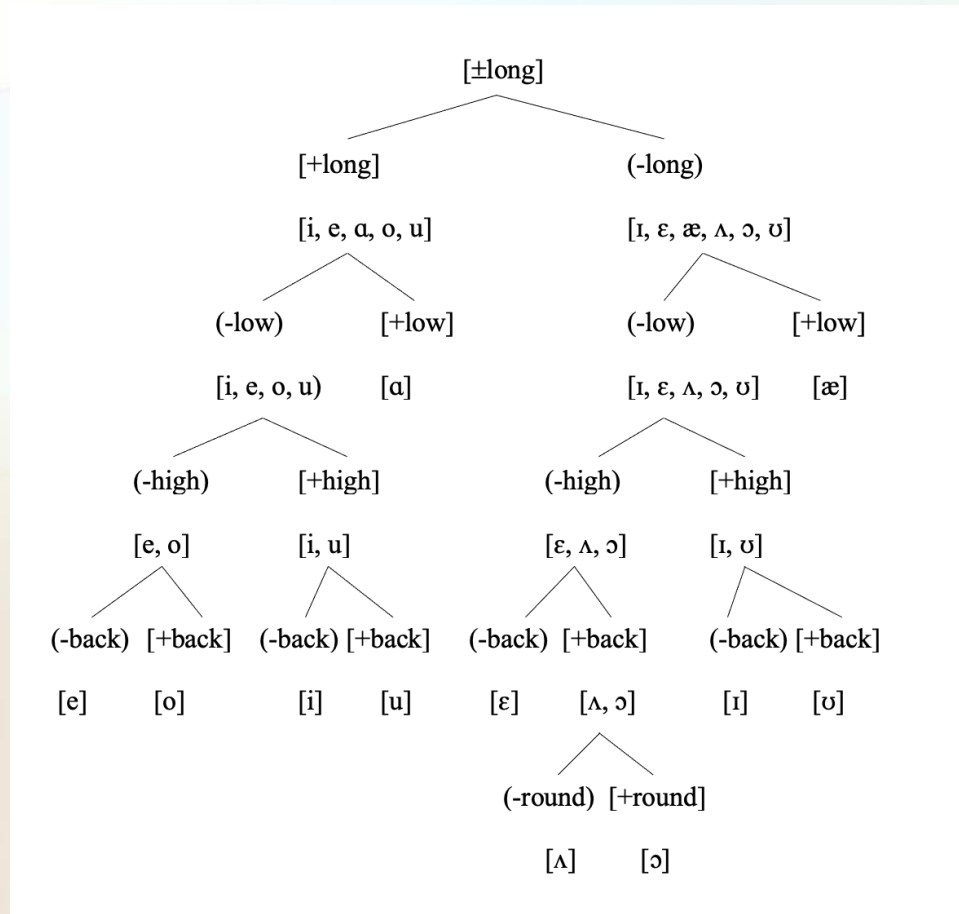 [±long]
[+long] (-long)
[i, e, ɑ, o, u] [ɪ, ɛ, æ, ʌ, ɔ, ʊ]
(-low) [+low] (-low) [+low]
[i, e, o, u) [ɑ] [ɪ, ɛ, ʌ, ɔ, ʊ] [æ]
(-high) [+high] (-high) [+high]
[e, o] [i, u] [ɛ, ʌ, ɔ] [ɪ, ʊ]
(-back) [+back] (-back) [+back] (-back) [+back] (-back) [+back]
[e] [o] [i] [u] [ɛ] [ʌ, ɔ] [ɪ] [ʊ]
(-round) [+round]
[ʌ] [ɔ]